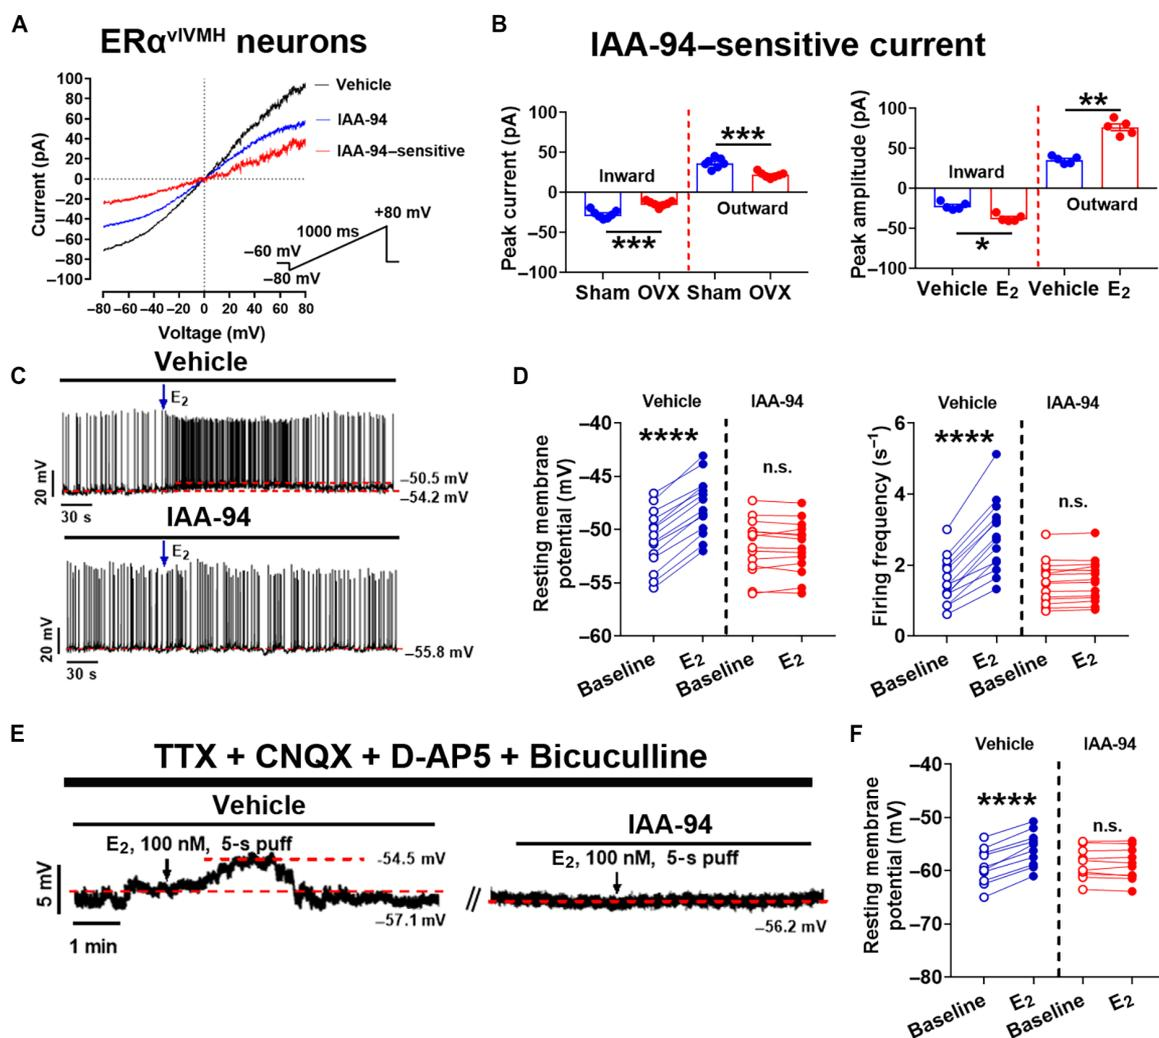 A
ERα^vlVMH neurons
Current (pA)
100
80
60
40
20
0
−20
−40
−60
−80
−100
Vehicle
IAA-94
IAA-94–sensitive
+80 mV
1000 ms
−60 mV
−80 mV
−80 −60 −40 −20 0 20 40 60 80
Voltage (mV)
B
IAA-94–sensitive current
Peak current (pA)
100
50
0
−50
−100
Inward
***
***
Outward
Sham OVX Sham OVX
Peak amplitude (pA)
100
50
0
−50
−100
Inward
*
**
Outward
Vehicle E₂ Vehicle E₂
C
Vehicle
E₂
20 mV
30 s
−50.5 mV
−54.2 mV
IAA-94
E₂
20 mV
30 s
−55.8 mV
D
Resting membrane
potential (mV)
−40
−45
−50
−55
−60
Vehicle IAA-94
****
n.s.
Baseline E₂ Baseline E₂
Firing frequency (s⁻¹)
6
4
2
0
Vehicle IAA-94
****
n.s.
Baseline E₂ Baseline E₂
E
TTX + CNQX + D-AP5 + Bicuculline
Vehicle
E₂, 100 nM, 5-s puff
5 mV
1 min
−54.5 mV
−57.1 mV
//
IAA-94
E₂, 100 nM, 5-s puff
−56.2 mV
F
Resting membrane
potential (mV)
−40
−50
−60
−70
−80
Vehicle IAA-94
****
n.s.
Baseline E₂ Baseline E₂